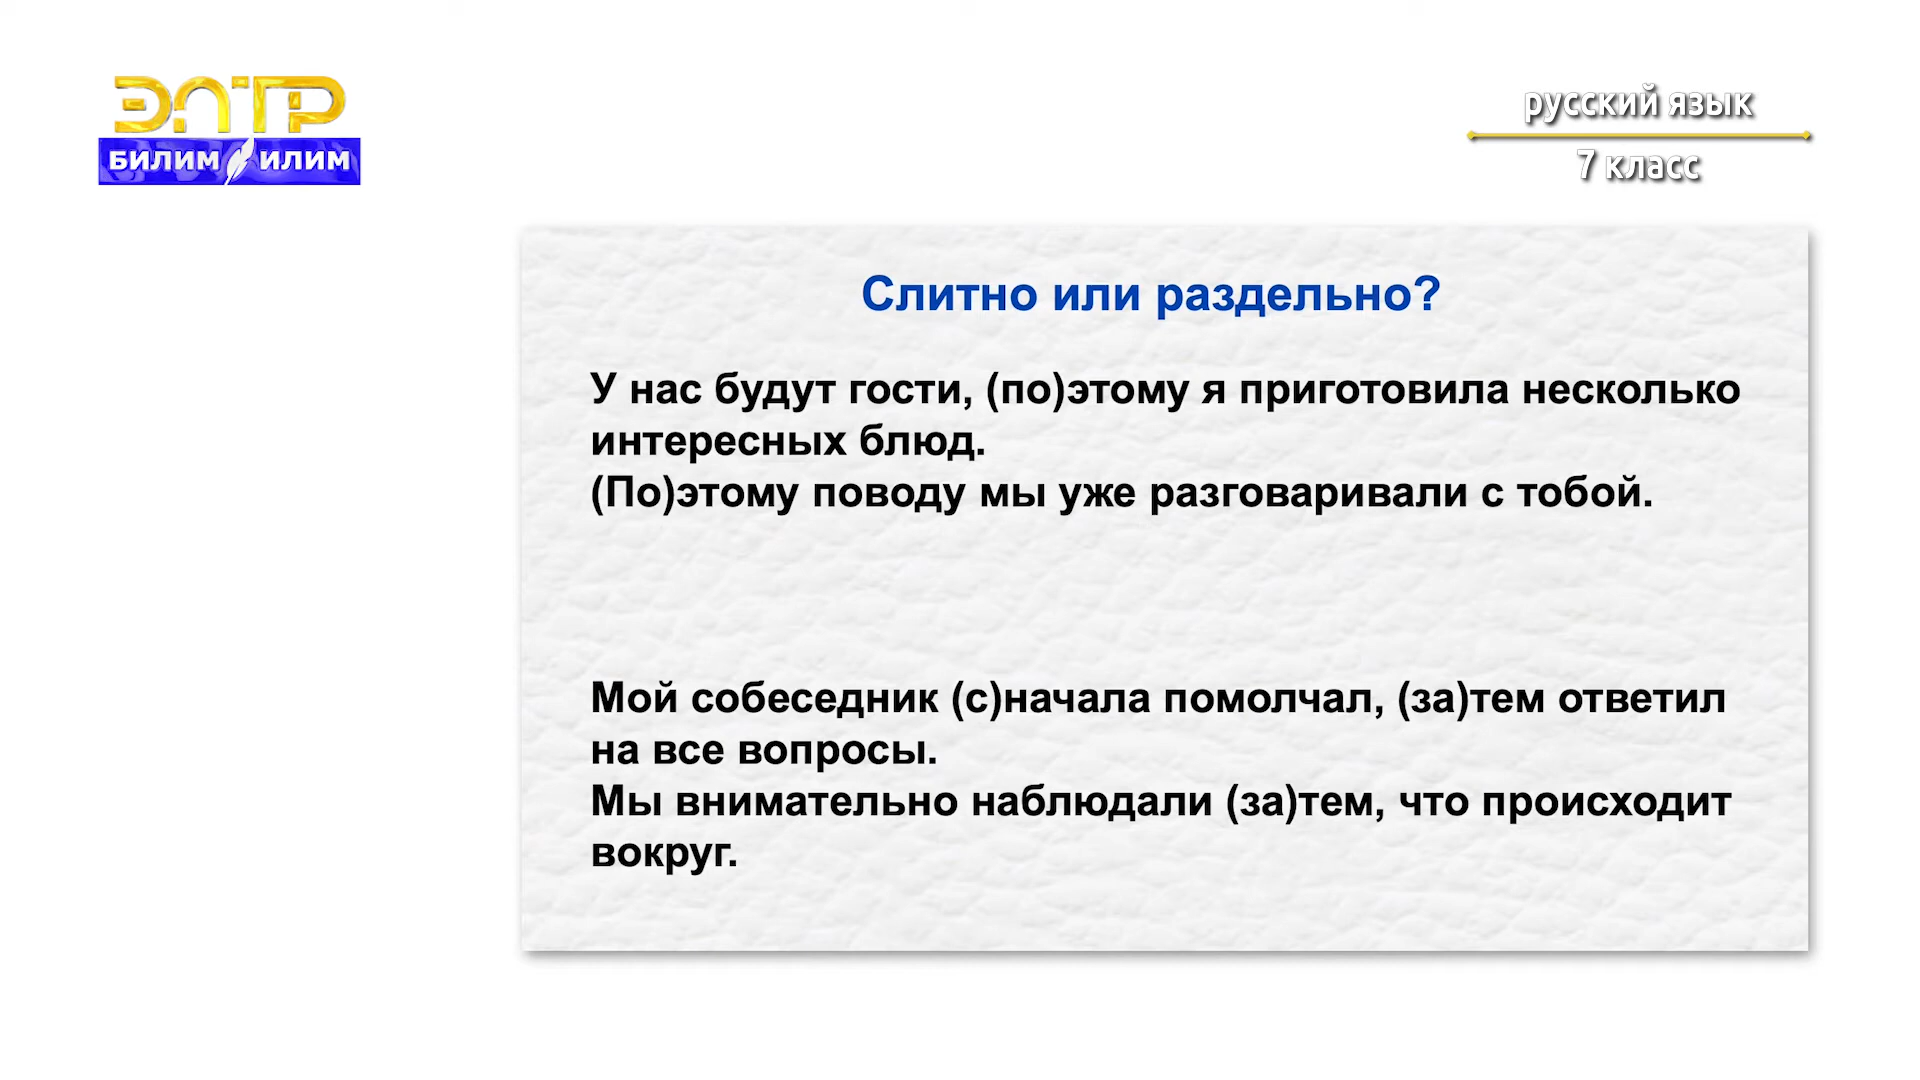 ЭЛТР
БИЛИМ ИЛИМ
русский язык
7 класс
Слитно или раздельно?
У нас будут гости, (по)этому я приготовила несколько
интересных блюд.
(По)этому поводу мы уже разговаривали с тобой.
Мой собеседник (с)начала помолчал, (за)тем ответил
на все вопросы.
Мы внимательно наблюдали (за)тем, что происходит
вокруг.